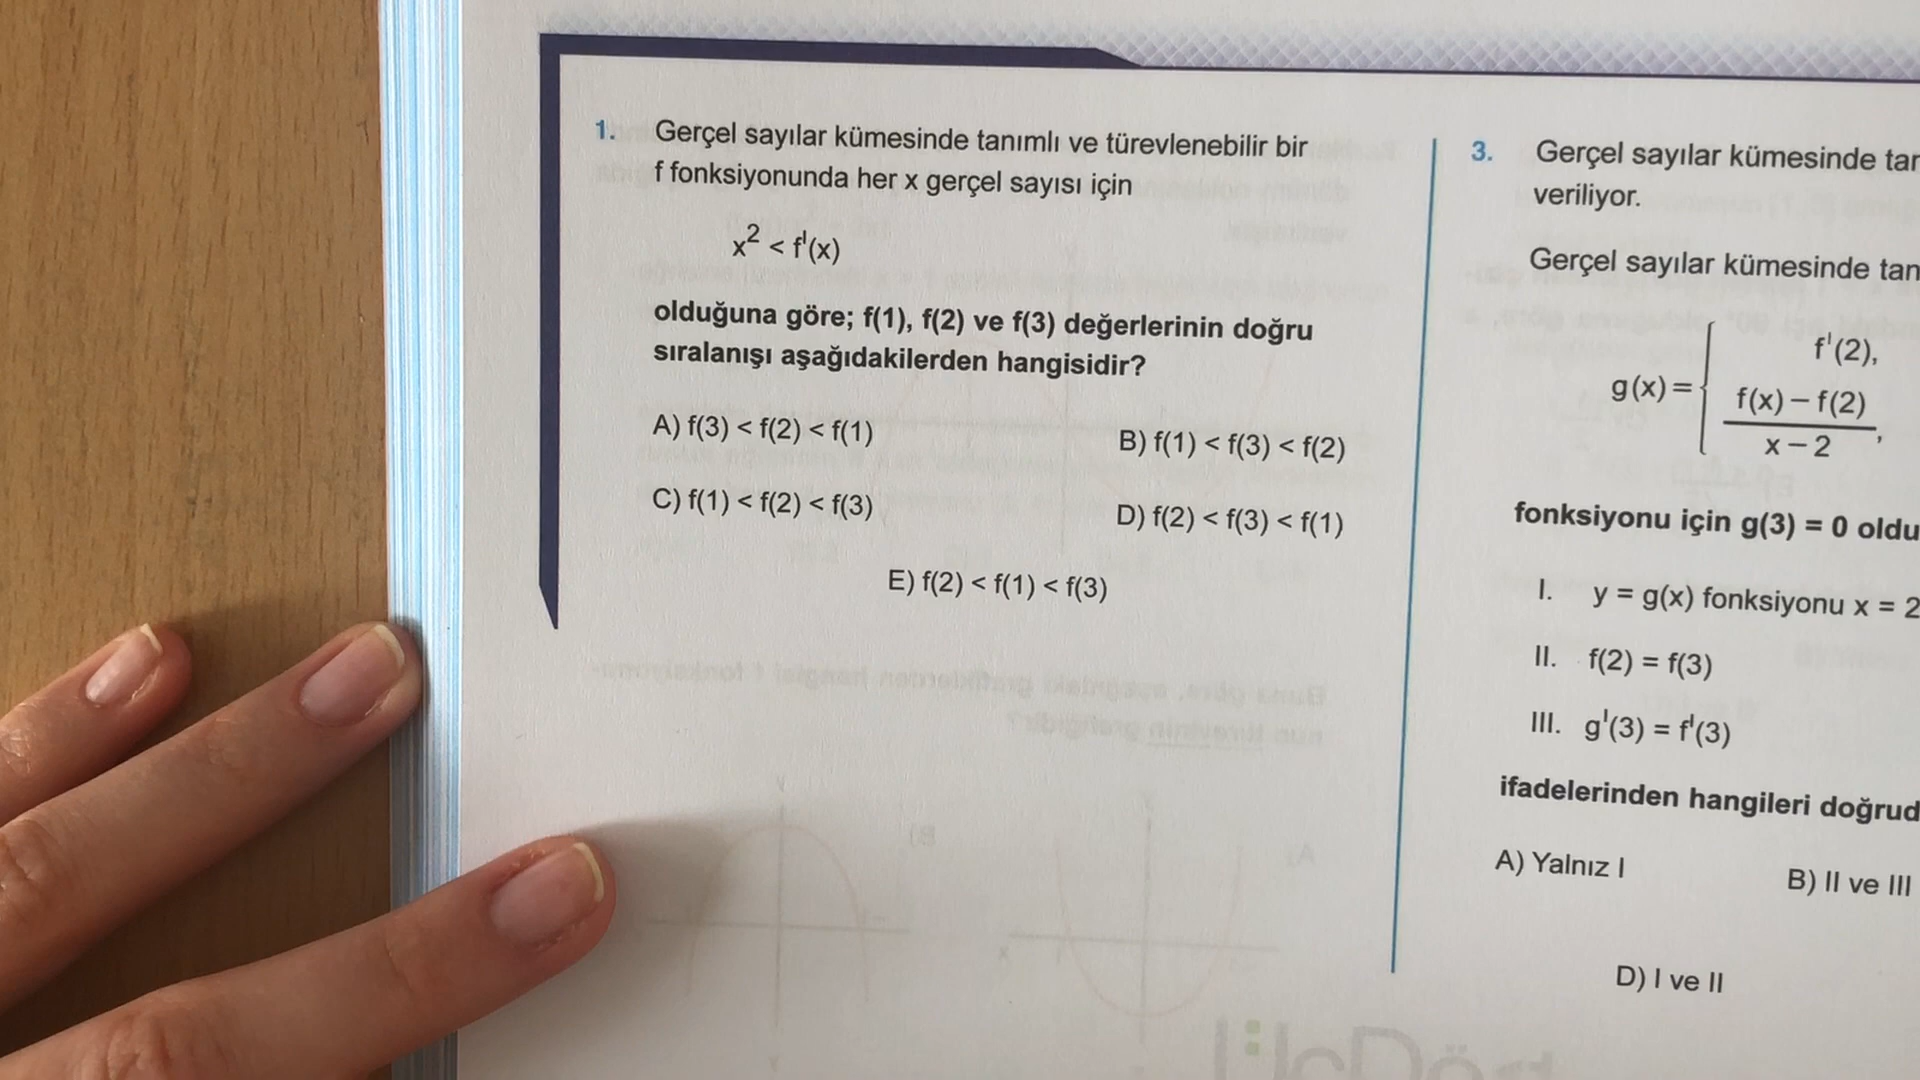 1. Gerçel sayılar kümesinde tanımlı ve türevlenebilir bir
f fonksiyonunda her x gerçel sayısı için
x² < f'(x)
olduğuna göre; f(1), f(2) ve f(3) değerlerinin doğru
sıralanışı aşağıdakilerden hangisidir?
A) f(3) < f(2) < f(1)
B) f(1) < f(3) < f(2)
C) f(1) < f(2) < f(3)
D) f(2) < f(3) < f(1)
E) f(2) < f(1) < f(3)
3. Gerçel sayılar kümesinde
veriliyor.
Gerçel sayılar kümesinde
f'(2),
g(x) =
f(x) – f(2)
x – 2 ,
fonksiyonu için g(3) = 0
I. y = g(x) fonksiyonu x = 2
II. f(2) = f(3)
III. g'(3) = f'(3)
ifadelerinden hangileri
A) Yalnız I
B) II ve III
D) I ve II